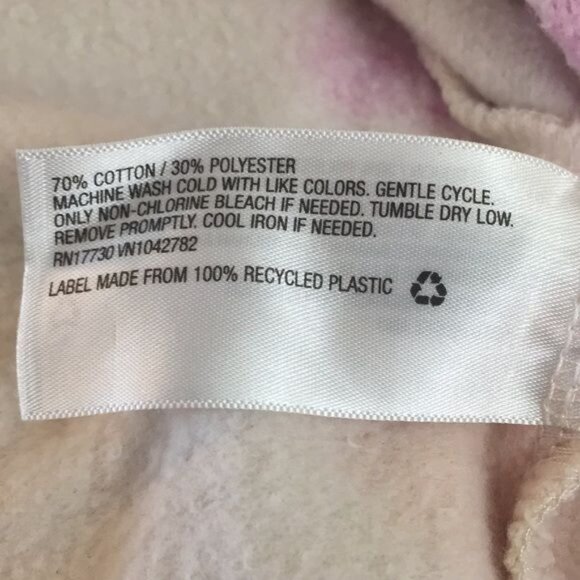 70% COTTON / 30% POLYESTER
MACHINE WASH COLD WITH LIKE COLORS. GENTLE CYCLE.
ONLY NON-CHLORINE BLEACH IF NEEDED. TUMBLE DRY LOW.
REMOVE PROMPTLY. COOL IRON IF NEEDED.
RN17730 VN1042782
LABEL MADE FROM 100% RECYCLED PLASTIC